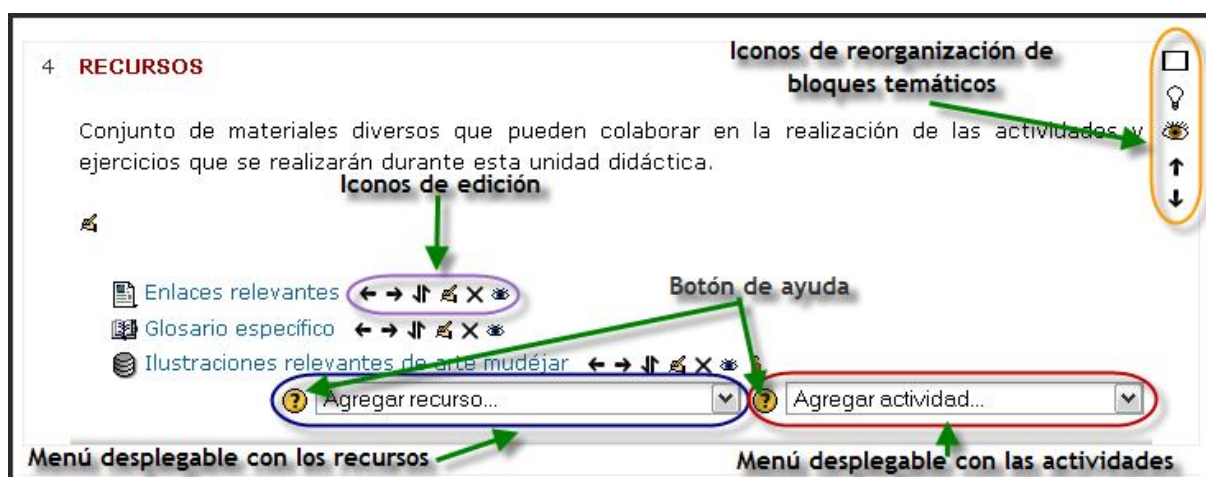 Iconos de reorganización de
bloques temáticos
4 RECURSOS
Conjunto de materiales diversos que pueden colaborar en la realización de las actividades y
ejercicios que se realizarán durante esta unidad didáctica.
Iconos de edición
Enlaces relevantes
Botón de ayuda
Glosario específico
Ilustraciones relevantes de arte mudéjar
? Agregar recurso... ? Agregar actividad...
Menú desplegable con los recursos
Menú desplegable con las actividades